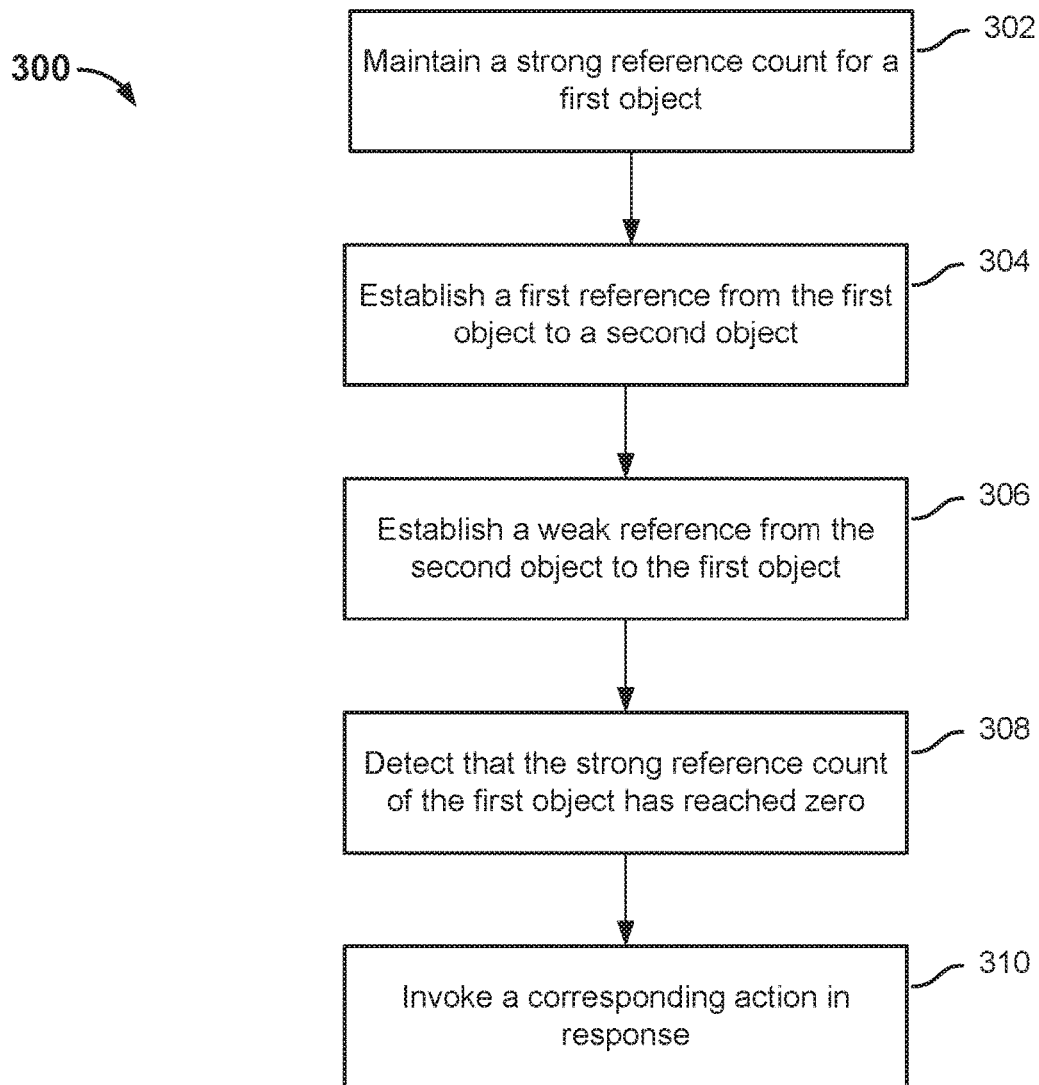 300
302
Maintain a strong reference count for a
first object
304
Establish a first reference from the first
object to a second object
306
Establish a weak reference from the
second object to the first object
308
Detect that the strong reference count
of the first object has reached zero
310
Invoke a corresponding action in
response